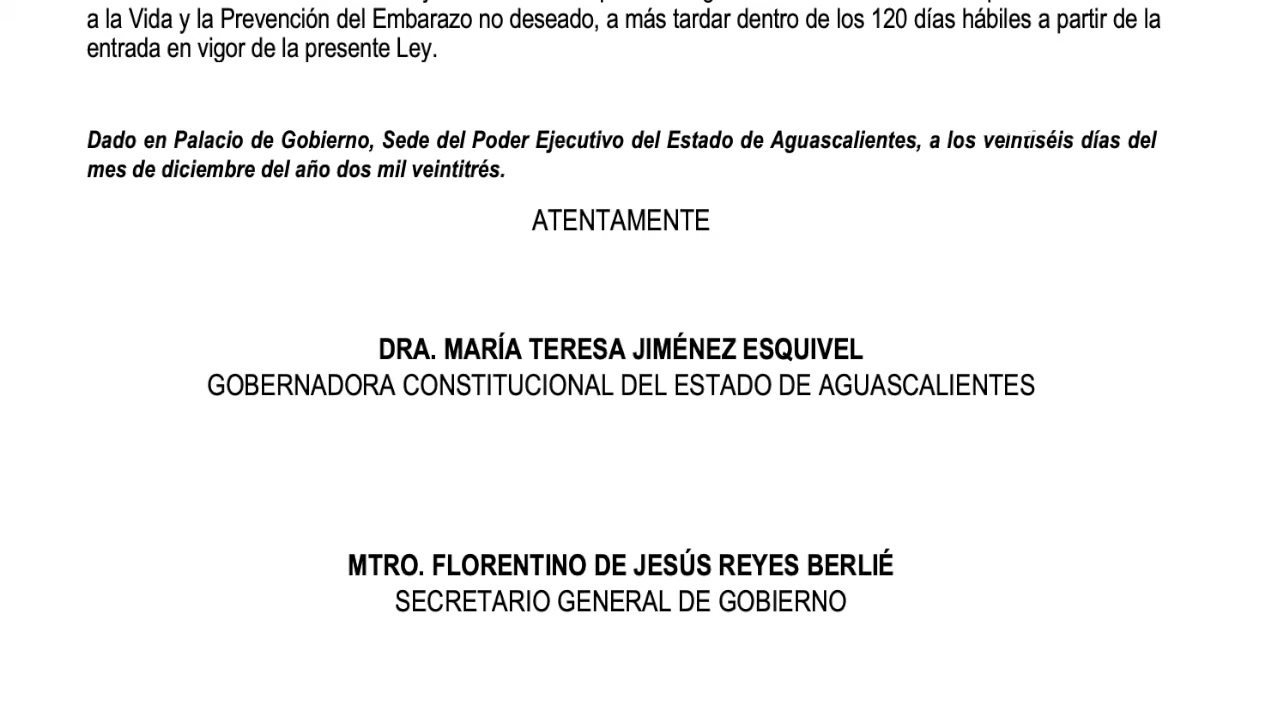 a la Vida y la Prevención del Embarazo no deseado, a más tardar dentro de los 120 días hábiles a partir de la
entrada en vigor de la presente Ley.
Dado en Palacio de Gobierno, Sede del Poder Ejecutivo del Estado de Aguascalientes, a los veintiséis días del
mes de diciembre del año dos mil veintitrés.
ATENTAMENTE
DRA. MARÍA TERESA JIMÉNEZ ESQUIVEL
GOBERNADORA CONSTITUCIONAL DEL ESTADO DE AGUASCALIENTES
MTRO. FLORENTINO DE JESÚS REYES BERLIÉ
SECRETARIO GENERAL DE GOBIERNO